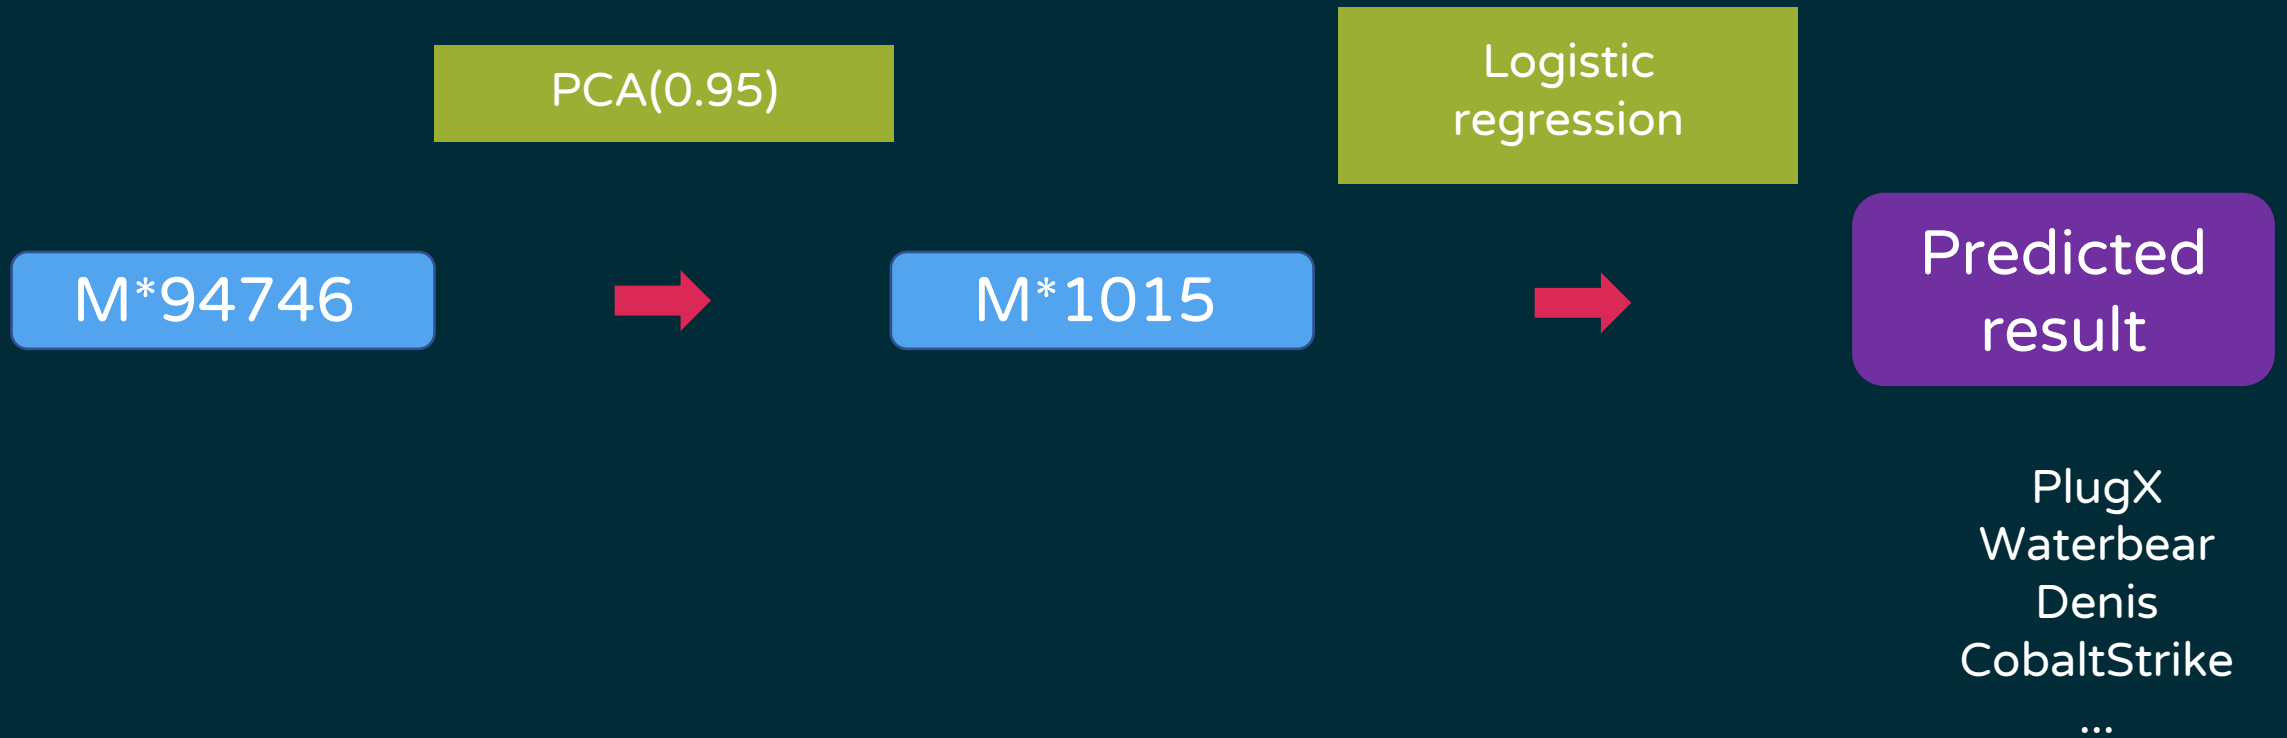 PCA(0.95)
Logistic
regression
M*94746
M*1015
Predicted
result
PlugX
Waterbear
Denis
CobaltStrike
...